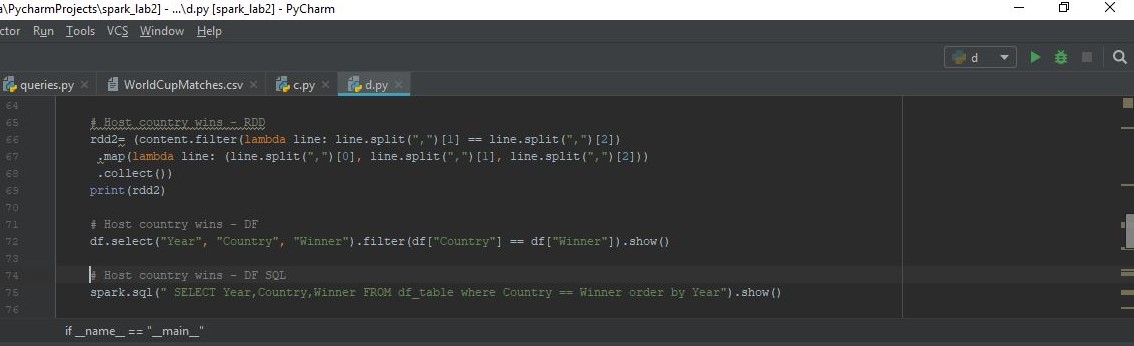 a\PycharmProjects\spark_lab2] - ...\d.py [spark_lab2] - PyCharm
ctor Run Tools VCS Window Help
d
queries.py WorldCupMatches.csv c.py d.py
64
65 # Host country wins - RDD
66 rdd2= (content.filter(lambda line: line.split(",")[1] == line.split(",")[2])
67 .map(lambda line: (line.split(",")[0], line.split(",")[1], line.split(",")[2]))
68 .collect())
69 print(rdd2)
70
71 # Host country wins - DF
72 df.select("Year", "Country", "Winner").filter(df["Country"] == df["Winner"]).show()
73
74 # Host country wins - DF SQL
75 spark.sql(" SELECT Year,Country,Winner FROM df_table where Country == Winner order by Year").show()
76
if __name__ == "__main__"